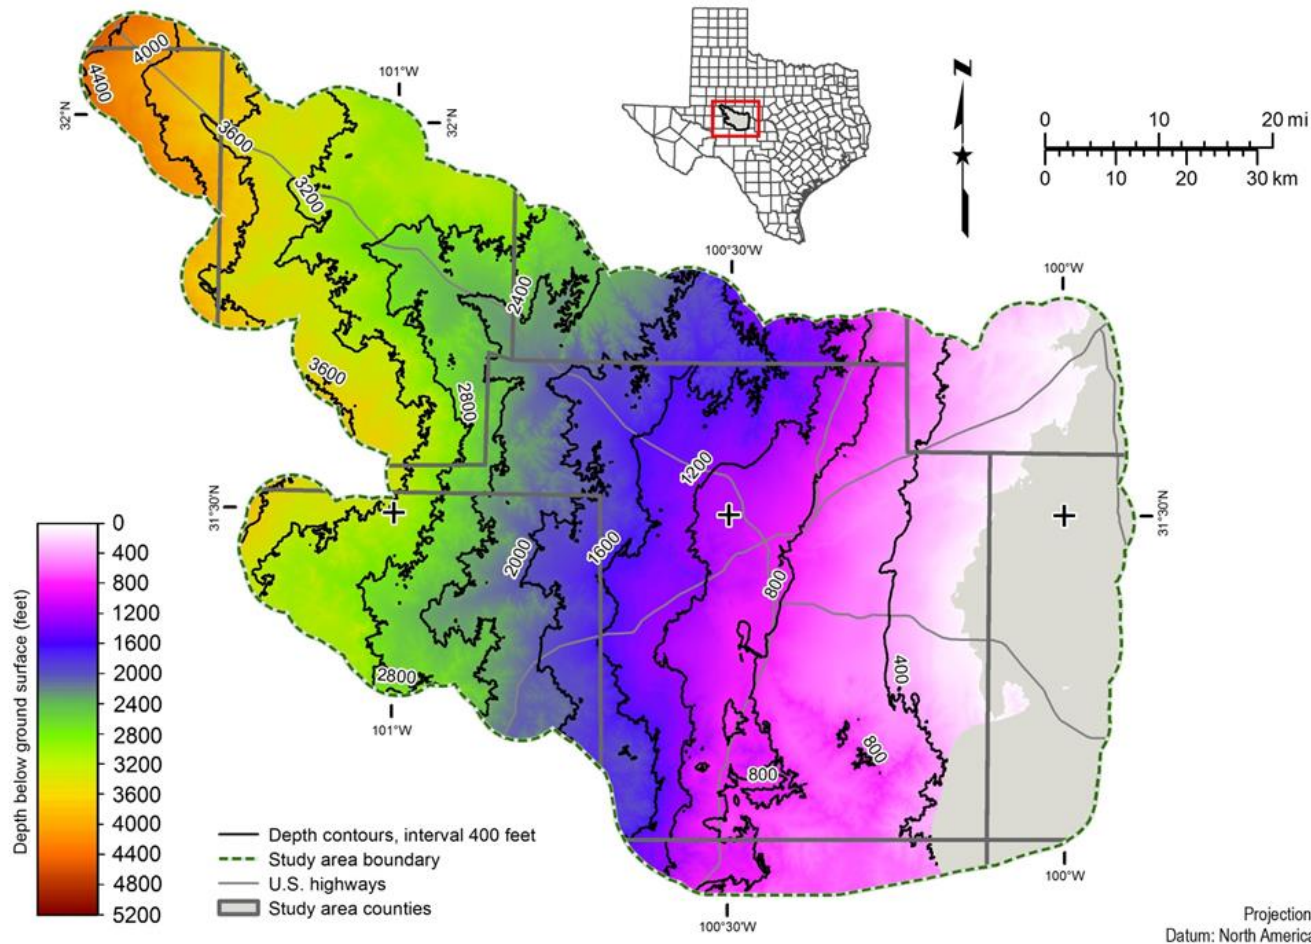 4000
4400
101°W
32°N
32°N
3600
3200
N
0 10 20 mi
0 10 20 30 km
100°30'W
100°W
2400
3600
2800
1200
31°30'N
31°30'N
2000
1600
800
2800
400
101°W
800
800
100°W
100°30'W
Depth below ground surface (feet)
0
400
800
1200
1600
2000
2400
2800
3200
3600
4000
4400
4800
5200
Depth contours, interval 400 feet
Study area boundary
U.S. highways
Study area counties
Projection
Datum: North America